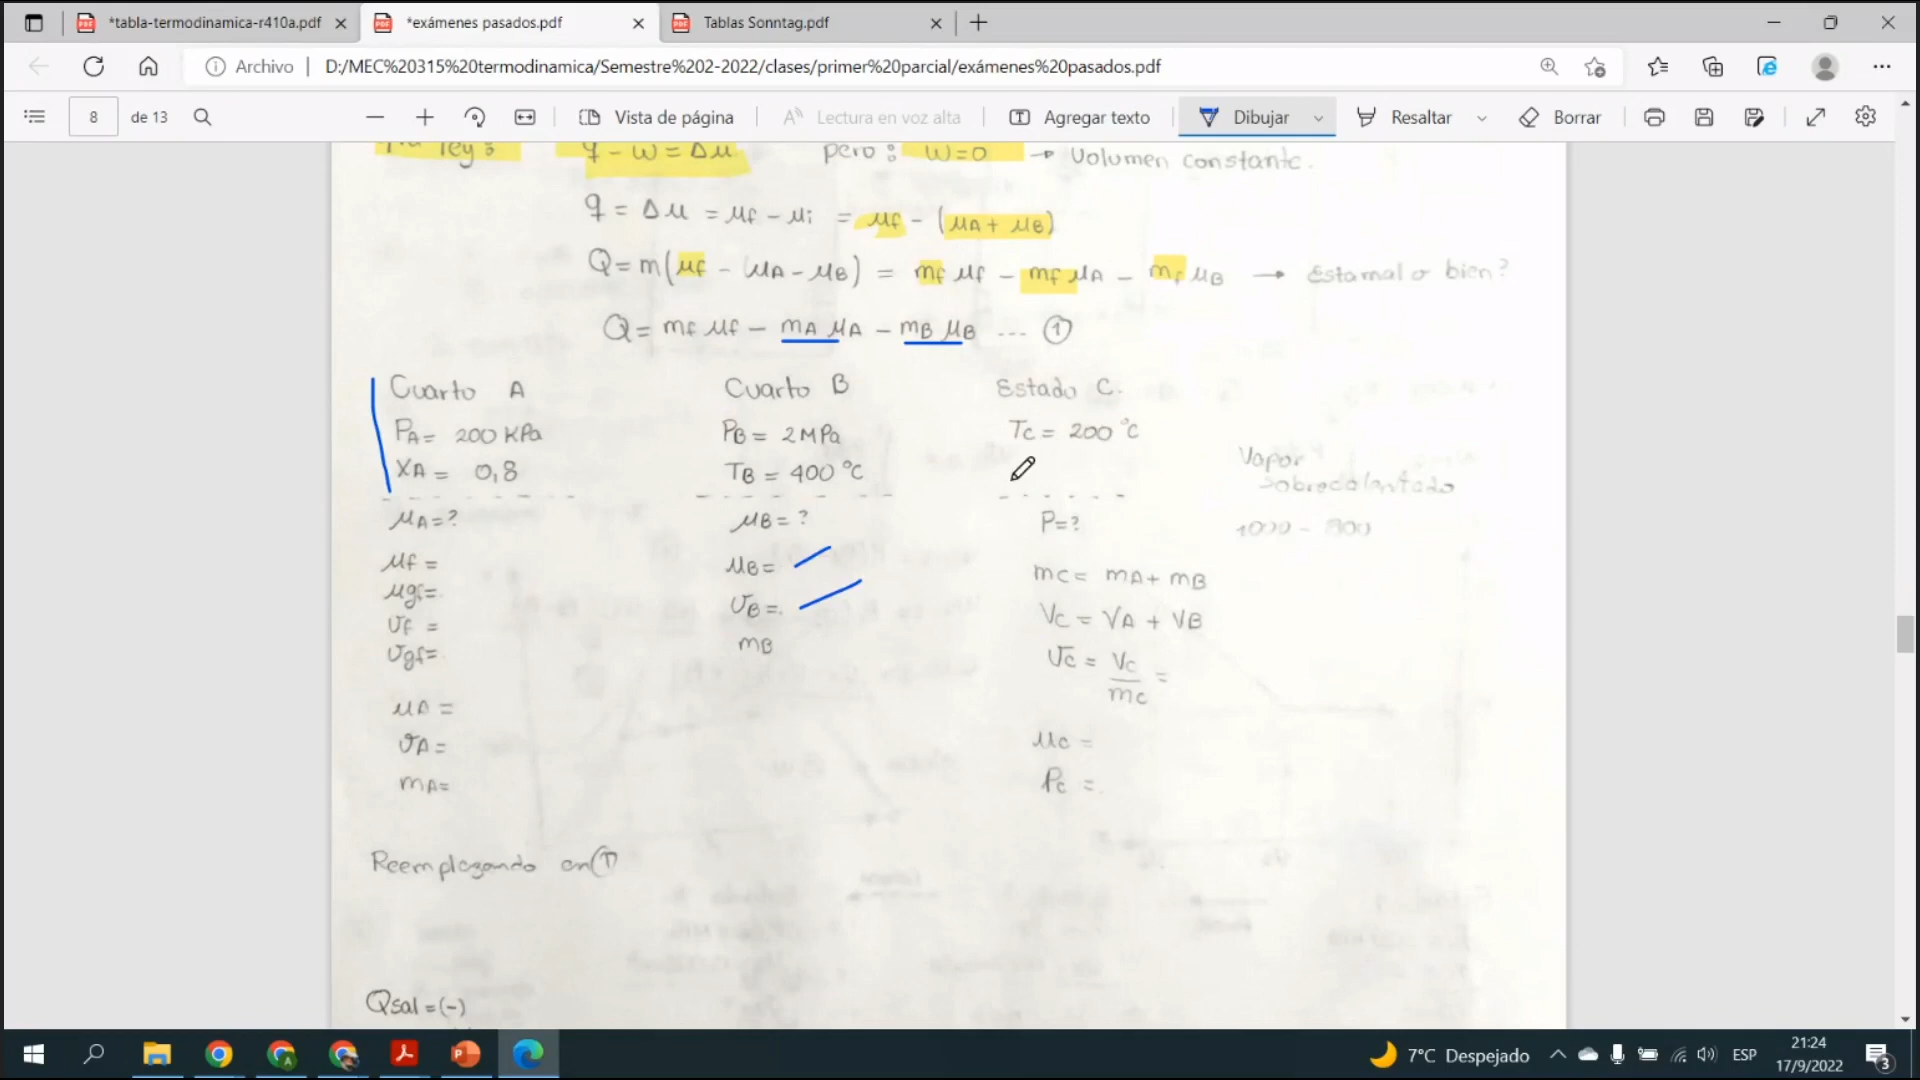 *tabla-termodinamica-r410a.pdf
*exámenes pasados.pdf
Tablas Sonntag.pdf
Archivo | D:/MEC%20315%20termodinamica/Semestre%202-2022/clases/primer%20parcial/exámenes%20pasados.pdf
8 de 13
Vista de página
Lectura en voz alta
Agregar texto
Dibujar
Resaltar
Borrar
ley: q - w = Δu pero: w=0 → Volumen constante.
q = Δu = uf - ui = uf - (uA + uB)
Q = m(uf - uA - uB) = mf uf - mf uA - mf uB → Esta mal o bien?
Q = mf uf - mA uA - mB uB ... ①
Cuarto A Cuarto B Estado C.
PA = 200 KPa PB = 2 MPa Tc = 200 °C
XA = 0,8 TB = 400 °C
Vapor
Sobrecalentado
uA=? uB=? P=? 1000 - 800
uf = uB=
ugf= mc = mA + mB
vf = vB=
vgf= mB Vc = VA + VB
vc = Vc/mc =
uA =
vA = uc =
mA= Pc =
Reemplazando en ①
Qsal = (-)
7°C Despejado
ESP
21:24
17/9/2022
3